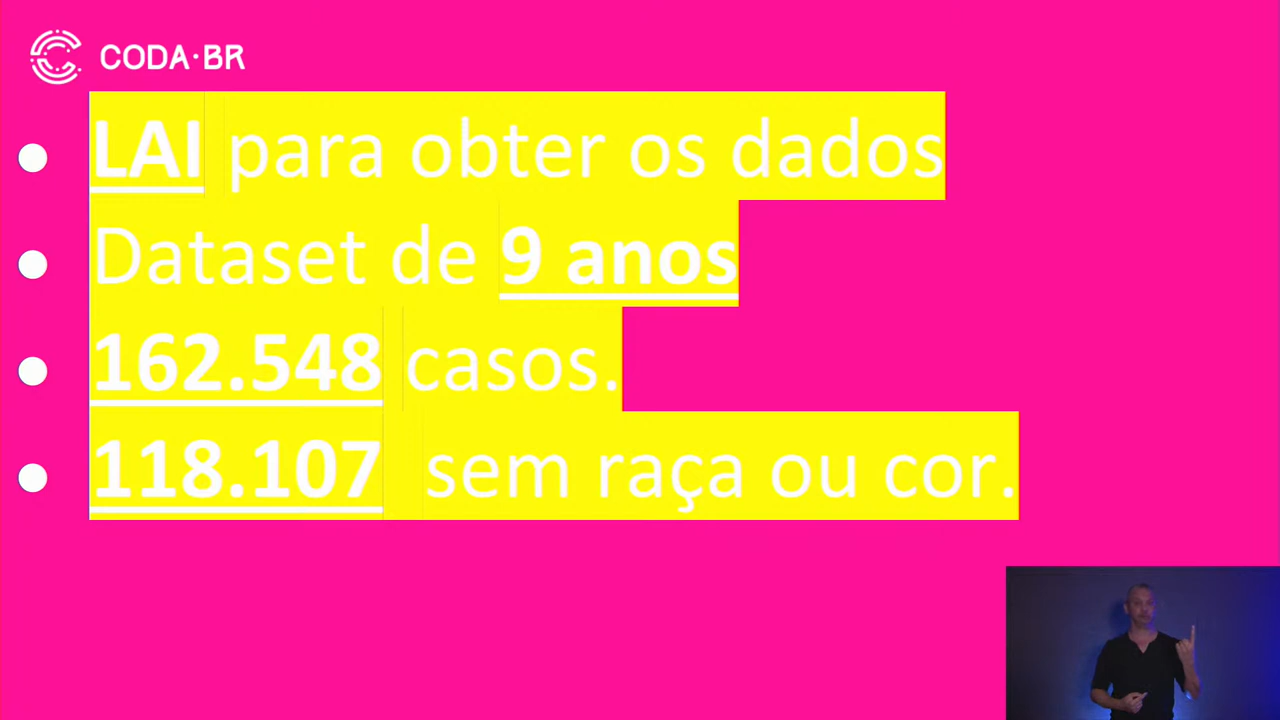 CODA·BR
• LAI para obter os dados
• Dataset de 9 anos
• 162.548 casos.
• 118.107 sem raça ou cor.